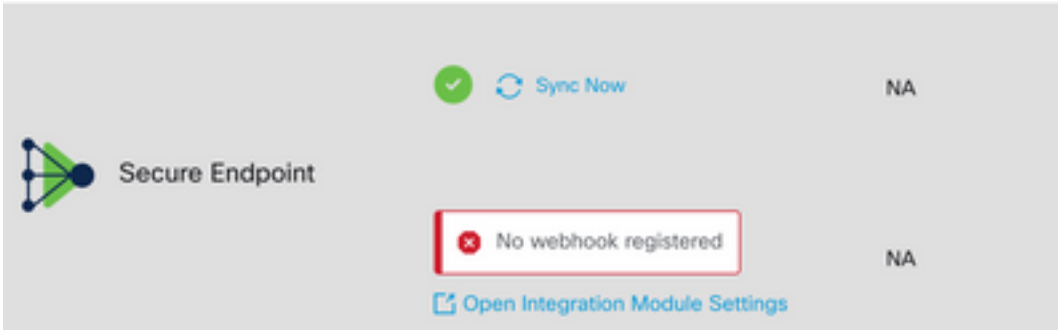 Sync Now
NA
Secure Endpoint
No webhook registered
NA
Open Integration Module Settings